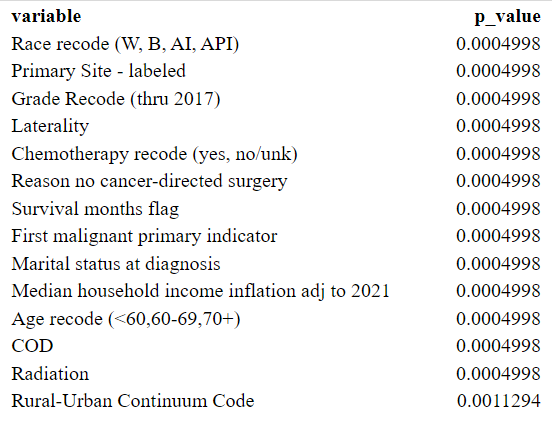 variable p_value
Race recode (W, B, AI, API) 0.0004998
Primary Site - labeled 0.0004998
Grade Recode (thru 2017) 0.0004998
Laterality 0.0004998
Chemotherapy recode (yes, no/unk) 0.0004998
Reason no cancer-directed surgery 0.0004998
Survival months flag 0.0004998
First malignant primary indicator 0.0004998
Marital status at diagnosis 0.0004998
Median household income inflation adj to 2021 0.0004998
Age recode (<60,60-69,70+) 0.0004998
COD 0.0004998
Radiation 0.0004998
Rural-Urban Continuum Code 0.0011294